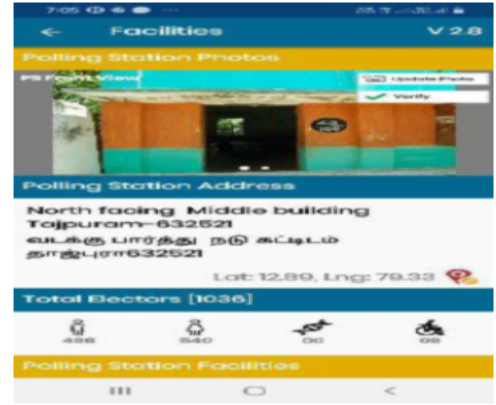 7:05
Facilities V 2.8
Polling Station Photos
PS Front View
Update Photo
Verify
Polling Station Address
North facing Middle building
Tajpuram-632521
வடக்கு பார்த்து நடு கட்டிடம்
தாஜ்புரா632521
Lat: 12.89, Lng: 79.33
Total Electors [1036]
496 540 00 09
Polling Station Facilities